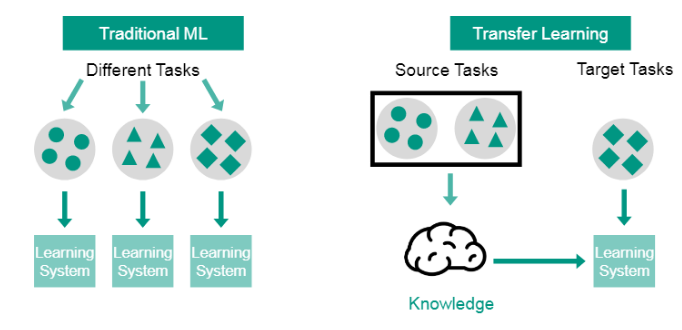 Traditional ML
Different Tasks
Learning
System
Learning
System
Learning
System
Transfer Learning
Source Tasks
Target Tasks
Knowledge
Learning
System